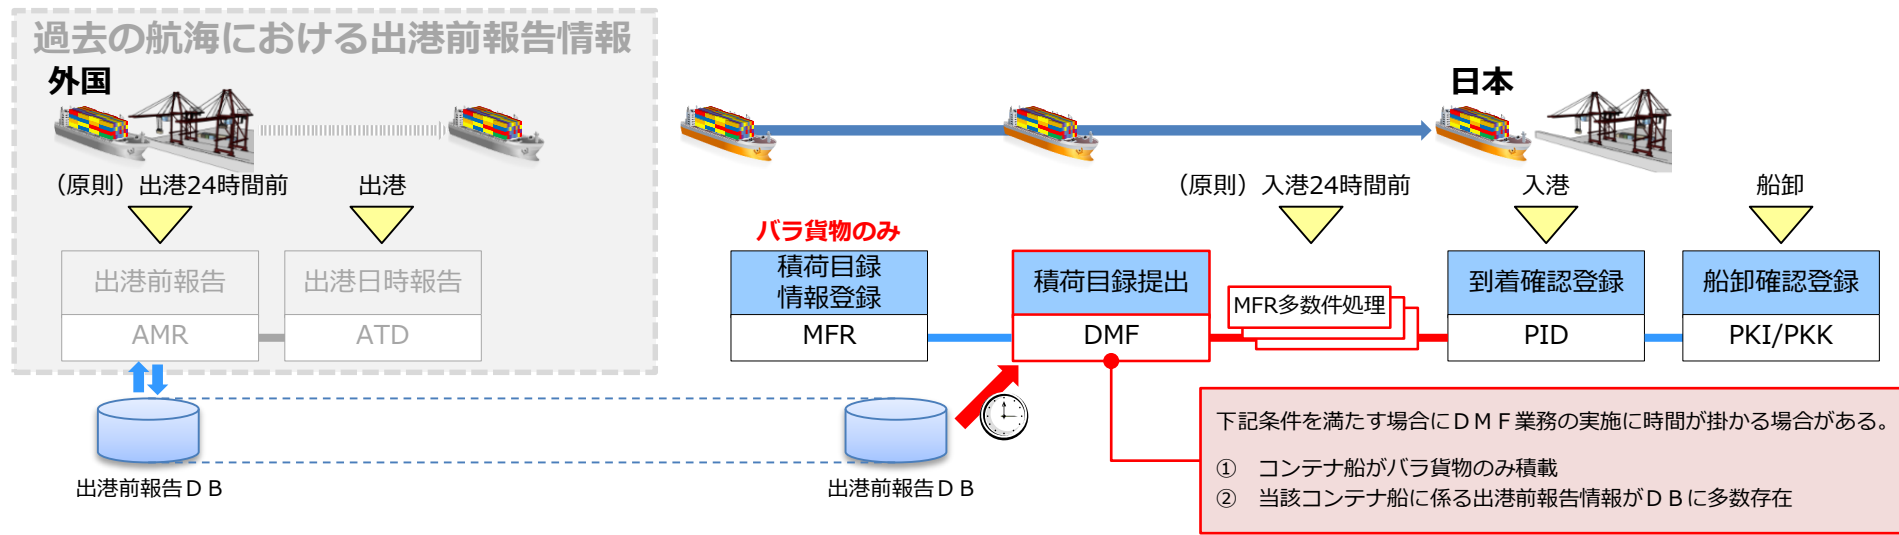 過去の航海における出港前報告情報
外国
日本
（原則）出港24時間前
出港
（原則）入港24時間前
入港
船卸
バラ貨物のみ
出港前報告
AMR
出港日時報告
ATD
積荷目録
情報登録
MFR
積荷目録提出
DMF
MFR多数件処理
到着確認登録
PID
船卸確認登録
PKI/PKK
出港前報告ＤＢ
出港前報告ＤＢ
下記条件を満たす場合にＤＭＦ業務の実施に時間が掛かる場合がある。
①　コンテナ船がバラ貨物のみ積載
②　当該コンテナ船に係る出港前報告情報がＤＢに多数存在